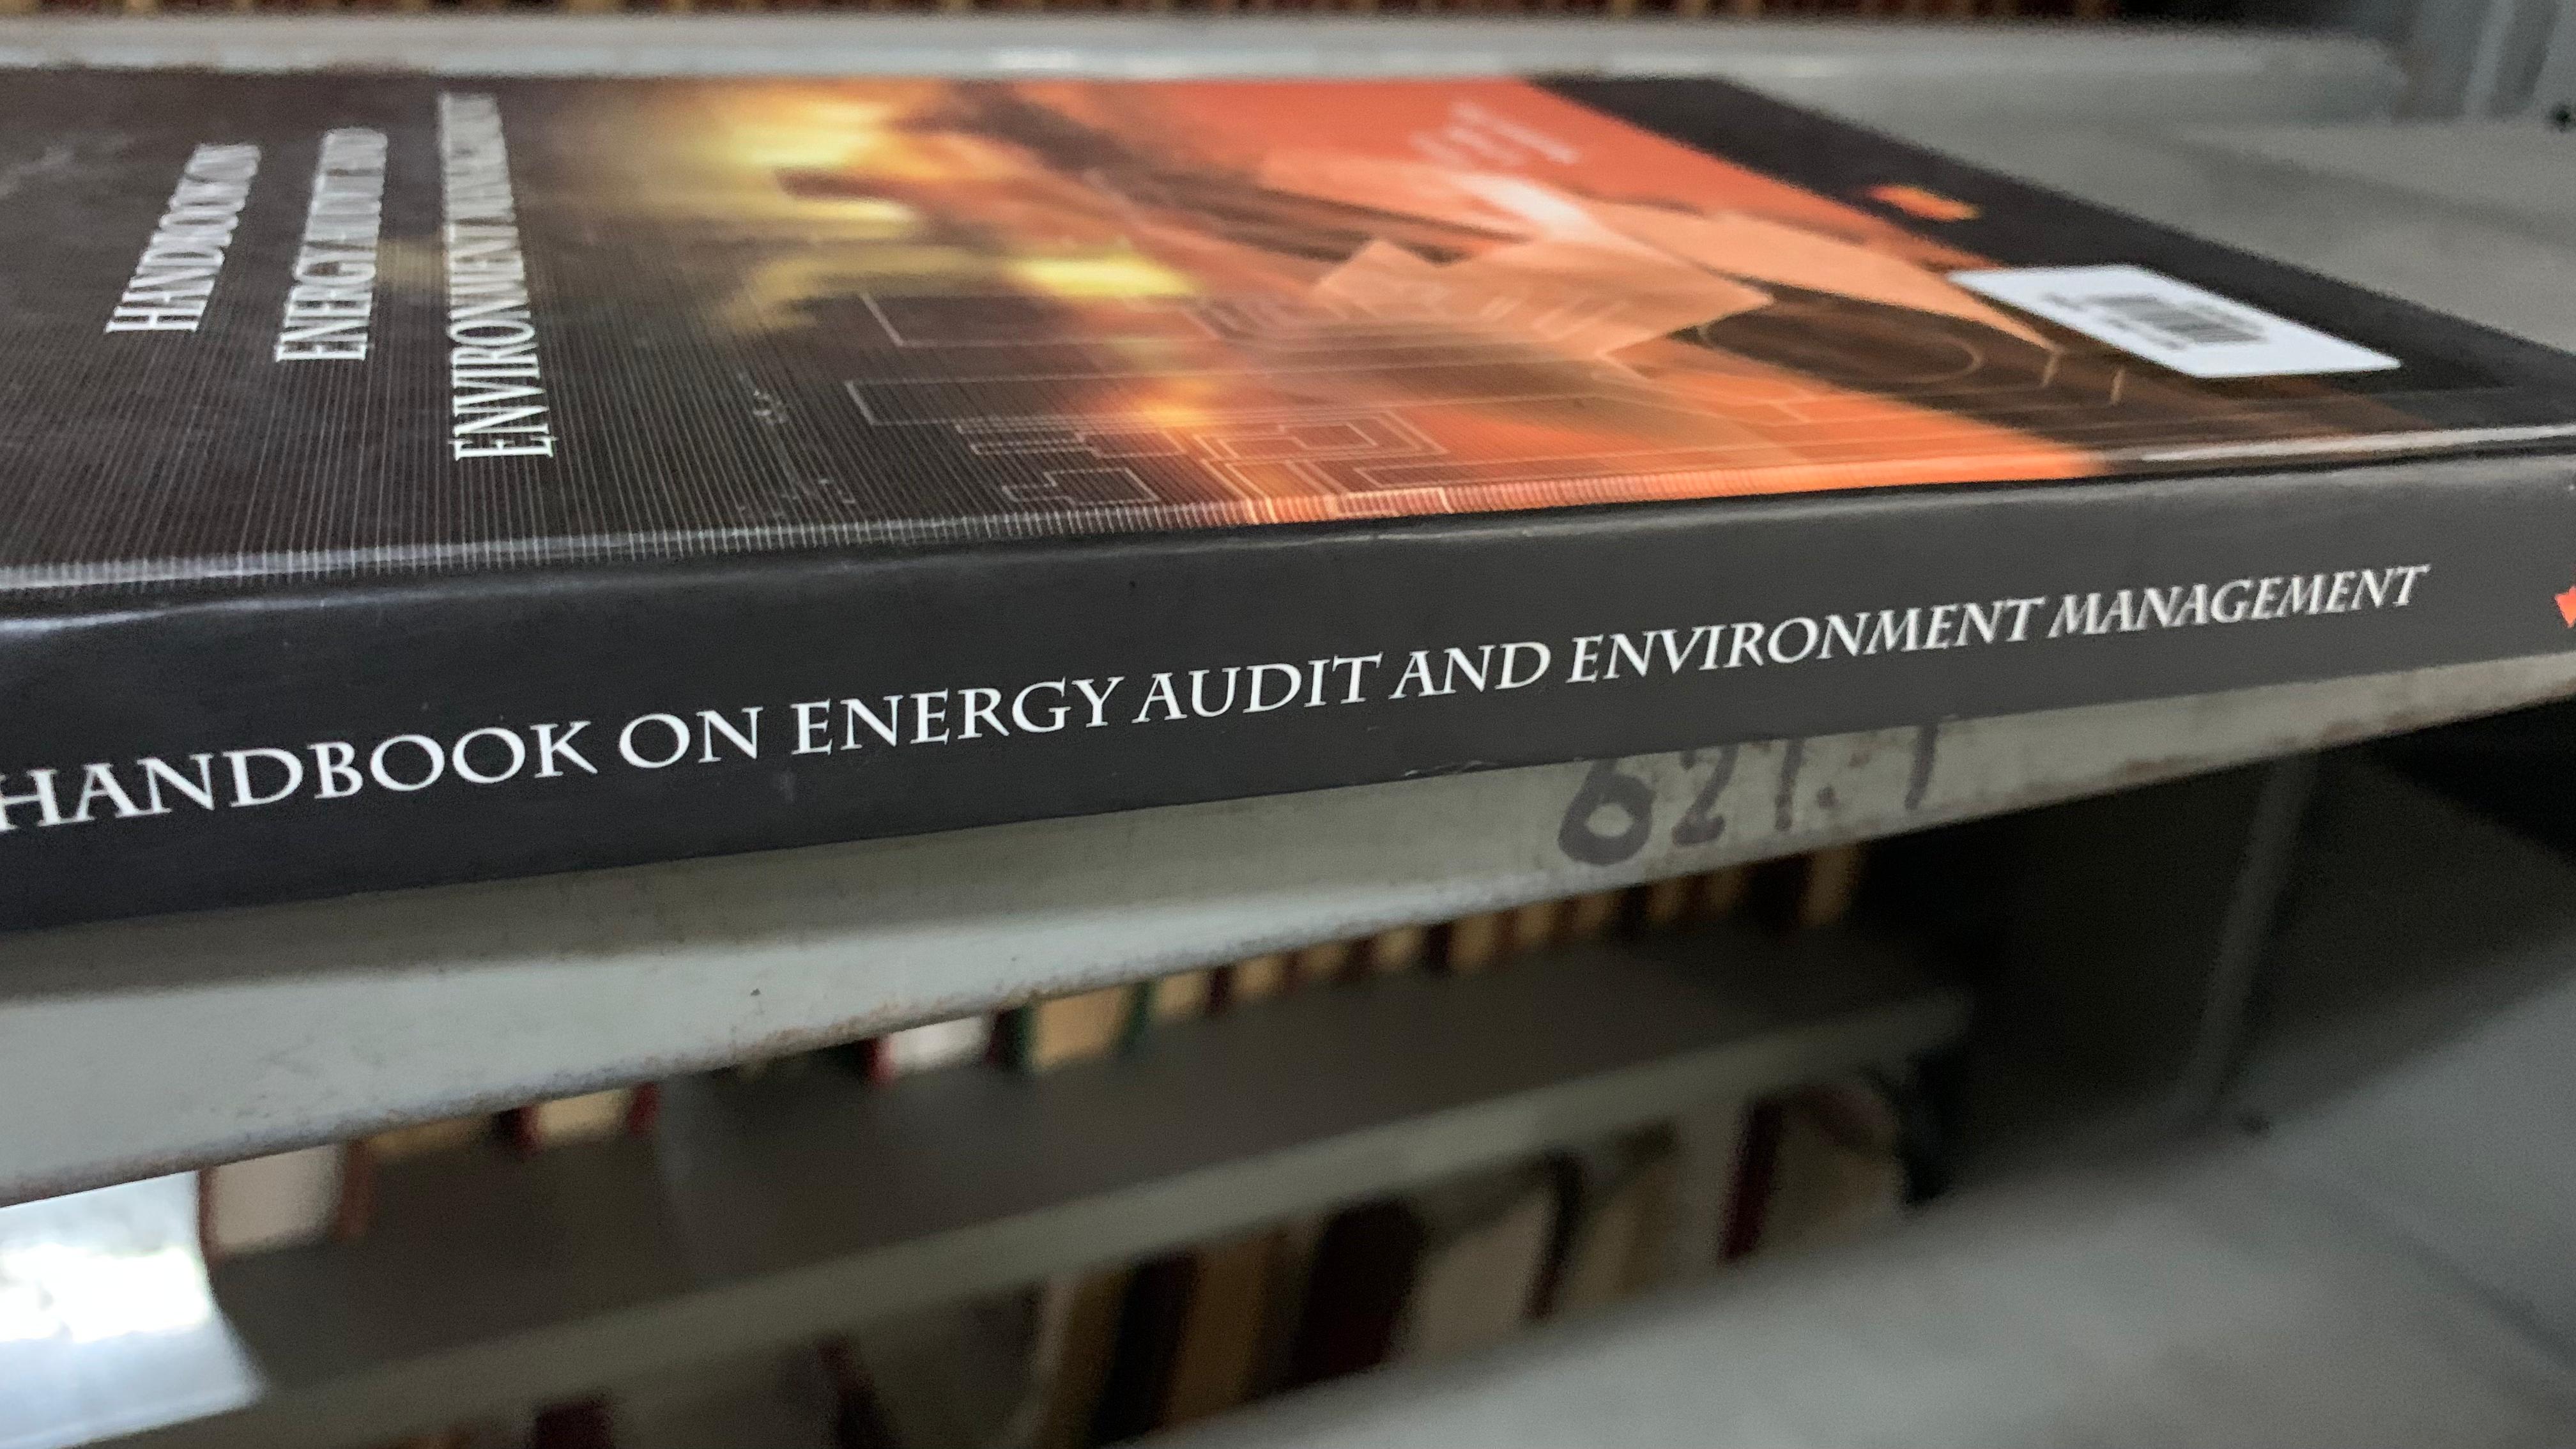 HANDBOOK ON
ENERGY AUDIT AND
ENVIRONMENT MANAGEMENT
HANDBOOK ON ENERGY AUDIT AND ENVIRONMENT MANAGEMENT
621.1